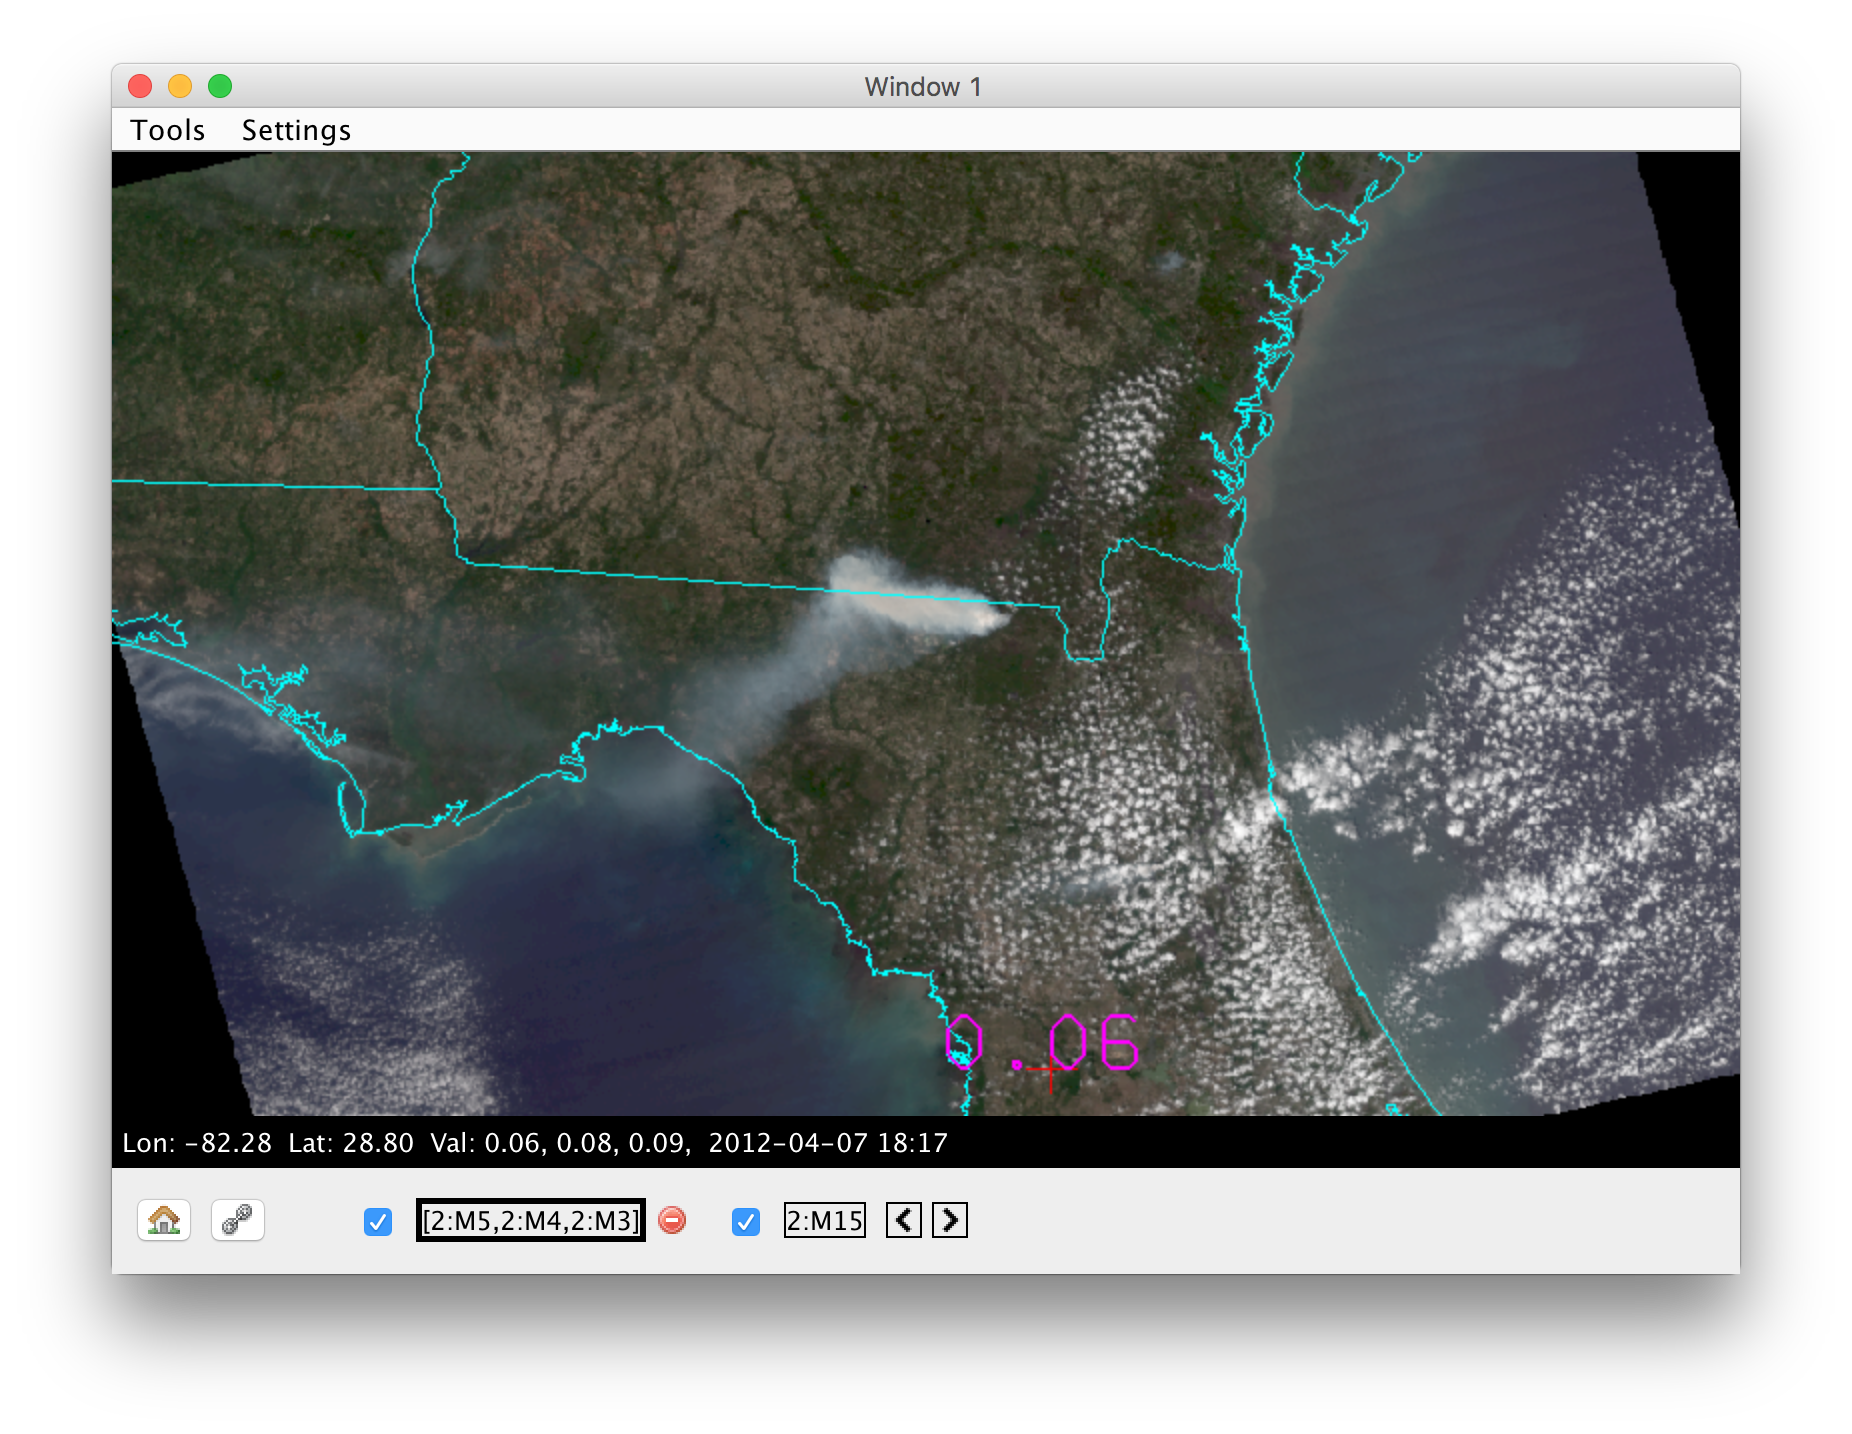 Window 1
Tools Settings
0.06
Lon: -82.28 Lat: 28.80 Val: 0.06, 0.08, 0.09, 2012-04-07 18:17
[2:M5,2:M4,2:M3] 2:M15 < >